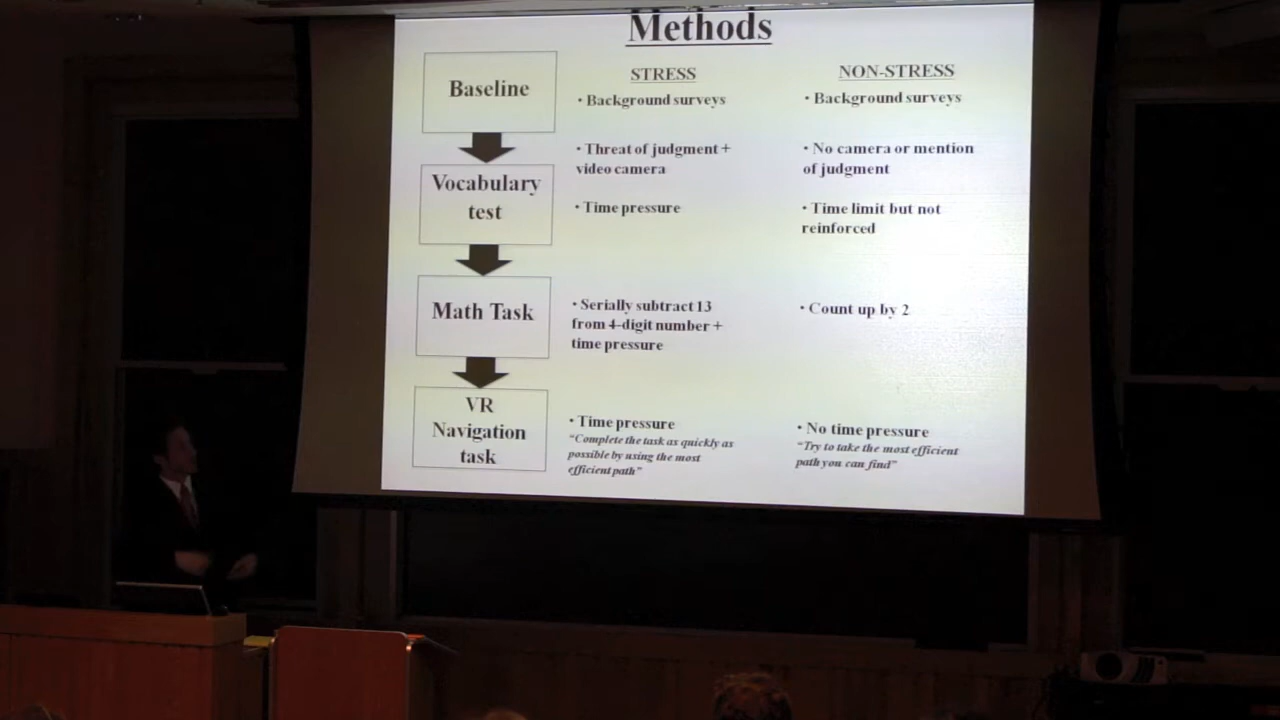 Methods
STRESS
NON-STRESS
Baseline
• Background surveys
• Background surveys
• Threat of judgment +
video camera
• No camera or mention
of judgment
Vocabulary
test
• Time pressure
• Time limit but not
reinforced
Math Task
• Serially subtract 13
from 4-digit number +
time pressure
• Count up by 2
VR
Navigation
task
• Time pressure
"Complete the task as quickly as
possible by using the most
efficient path"
• No time pressure
"Try to take the most efficient
path you can find"